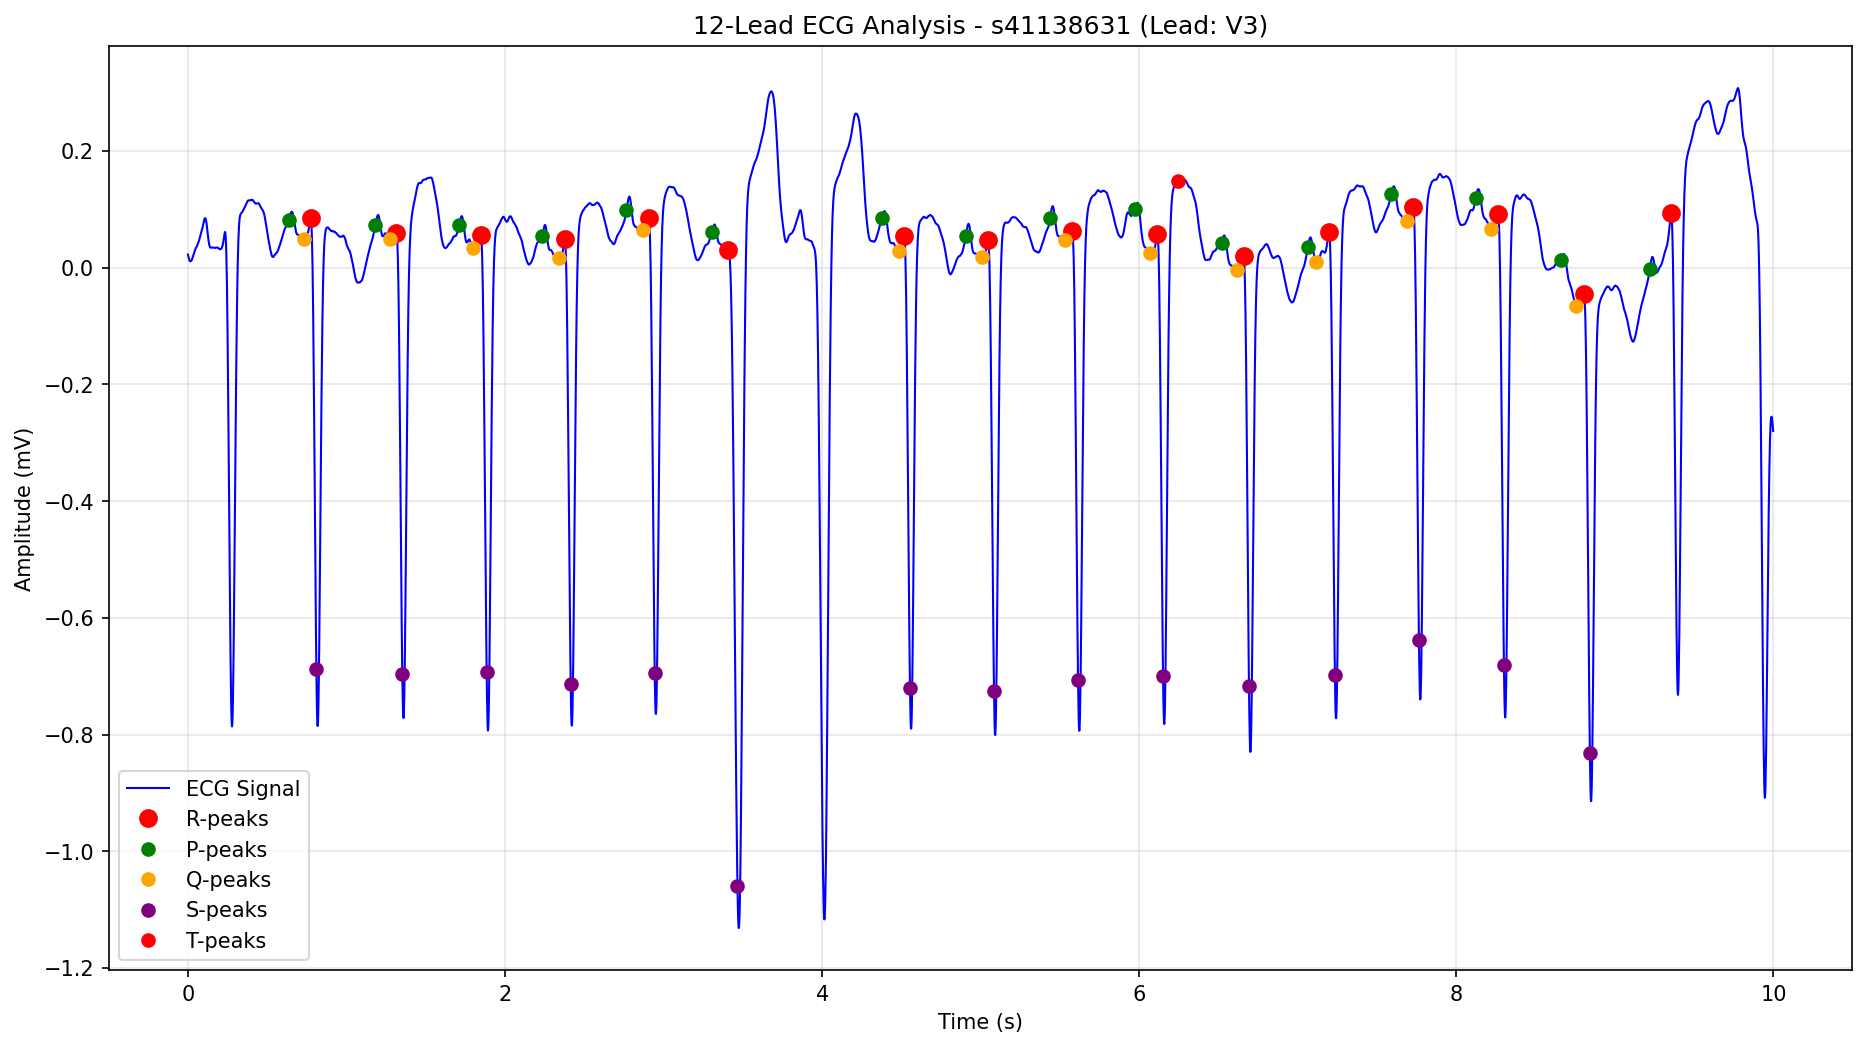 12-Lead ECG Analysis - s41138631 (Lead: V3)
Amplitude (mV)
0.2
0.0
−0.2
−0.4
−0.6
−0.8
−1.0
−1.2
ECG Signal
R-peaks
P-peaks
Q-peaks
S-peaks
T-peaks
0 2 4 6 8 10
Time (s)